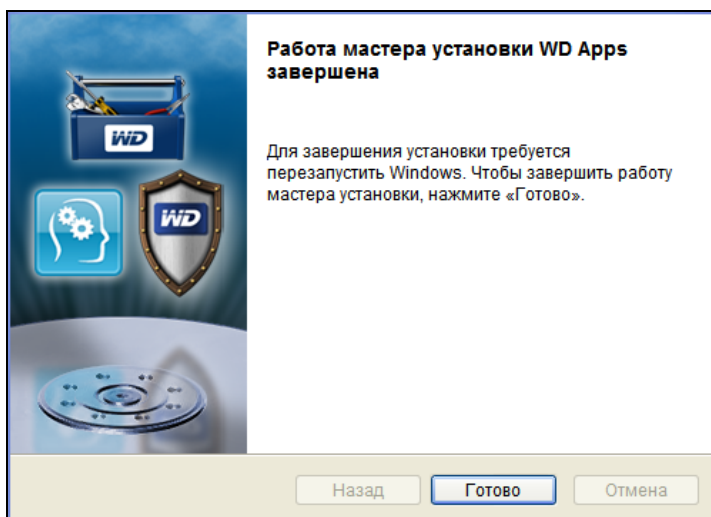 Работа мастера установки WD Apps
завершена
Для завершения установки требуется
перезапустить Windows. Чтобы завершить работу
мастера установки, нажмите «Готово».
WD
WD
Назад
Готово
Отмена